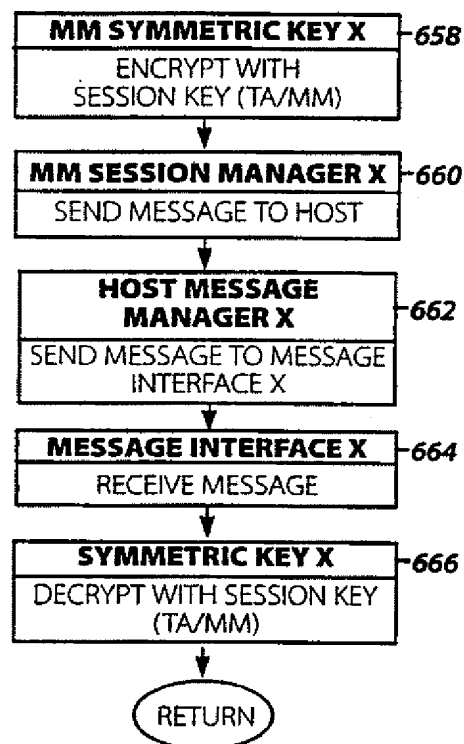 MM SYMMETRIC KEY X
658
ENCRYPT WITH
SESSION KEY (TA/MM)
MM SESSION MANAGER X
660
SEND MESSAGE TO HOST
HOST MESSAGE
MANAGER X
662
SEND MESSAGE TO MESSAGE
INTERFACE X
MESSAGE INTERFACE X
664
RECEIVE MESSAGE
SYMMETRIC KEY X
666
DECRYPT WITH SESSION KEY
(TA/MM)
RETURN